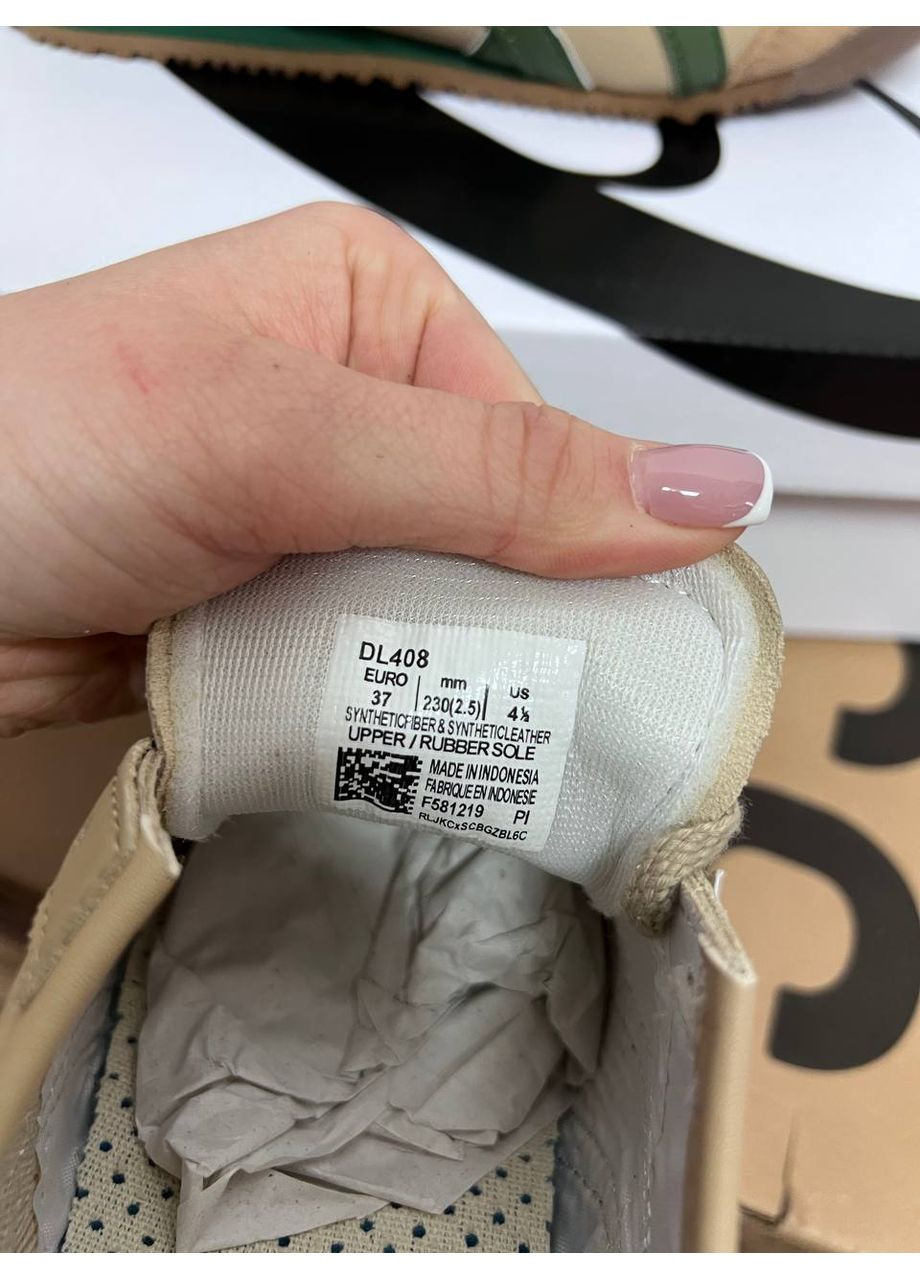 DL408
EURO mm US
37 230(2.5) 4½
SYNTHETICFIBER & SYNTHETICLEATHER
UPPER / RUBBER SOLE
MADE IN INDONESIA
FABRIQUE EN INDONESIE
F581219 PI
RLJKCxSCBGZBL6C